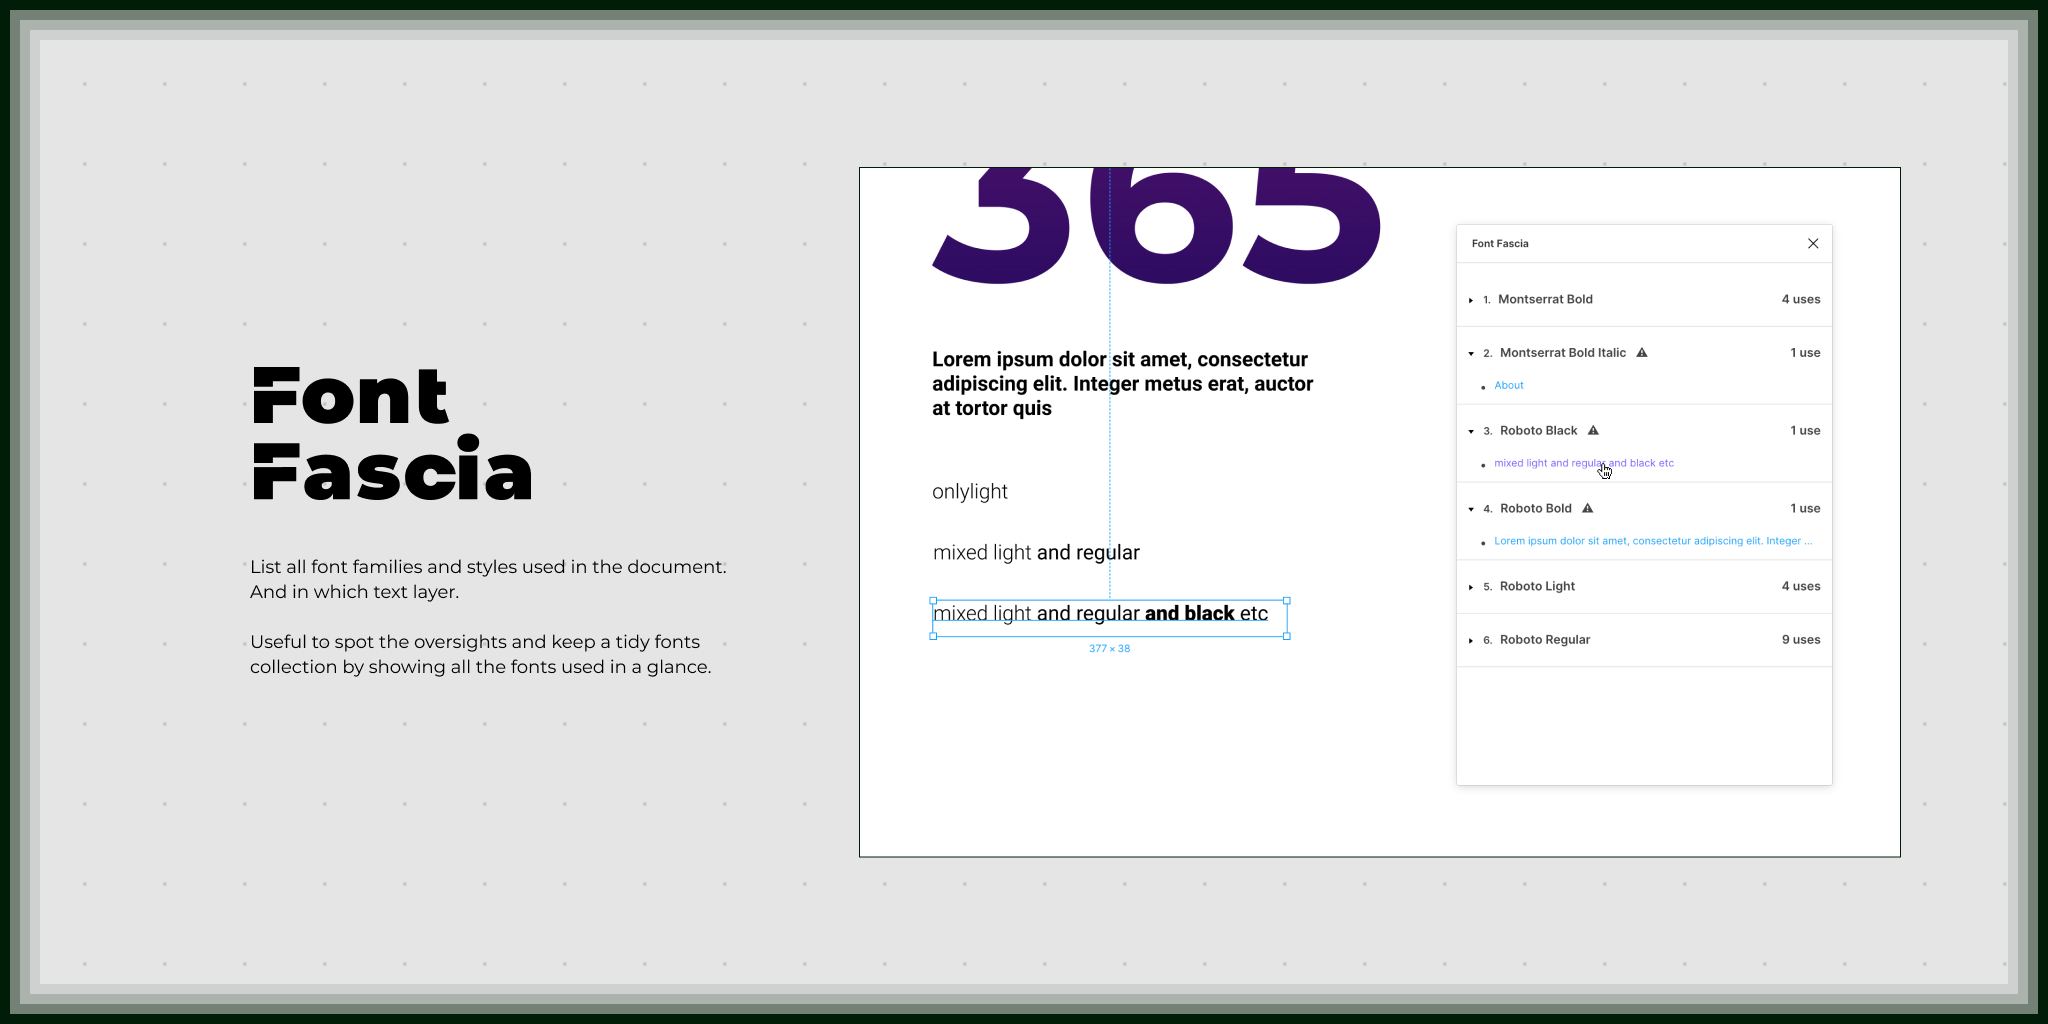 Font
Fascia
List all font families and styles used in the document.
And in which text layer.
Useful to spot the oversights and keep a tidy fonts
collection by showing all the fonts used in a glance.
365
Lorem ipsum dolor sit amet, consectetur
adipiscing elit. Integer metus erat, auctor
at tortor quis
onlylight
mixed light and regular
mixed light and regular and black etc
377 × 38
Font Fascia
1. Montserrat Bold 4 uses
2. Montserrat Bold Italic 1 use
About
3. Roboto Black 1 use
mixed light and regular and black etc
4. Roboto Bold 1 use
Lorem ipsum dolor sit amet, consectetur adipiscing elit. Integer ...
5. Roboto Light 4 uses
6. Roboto Regular 9 uses